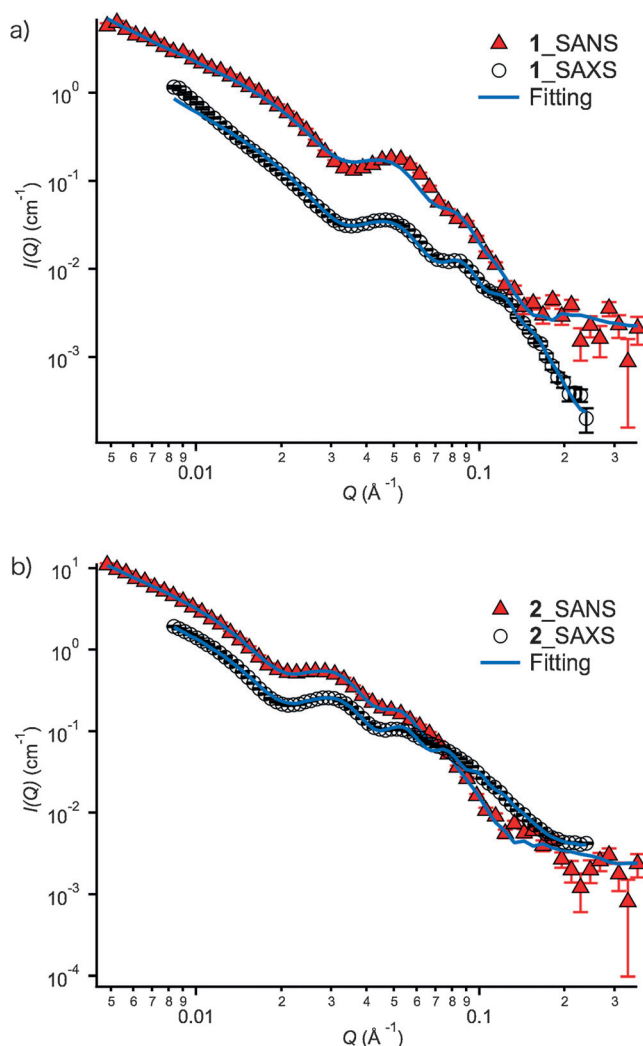 a)
1_SANS
1_SAXS
Fitting
10^0
10^-1
10^-2
10^-3
I(Q) (cm^-1)
5 6 7 8 9 0.01 2 3 4 5 6 7 8 9 0.1 2 3
Q (Å^-1)
b)
2_SANS
2_SAXS
Fitting
10^1
10^0
10^-1
10^-2
10^-3
10^-4
I(Q) (cm^-1)
5 6 7 8 9 0.01 2 3 4 5 6 7 8 9 0.1 2 3
Q (Å^-1)